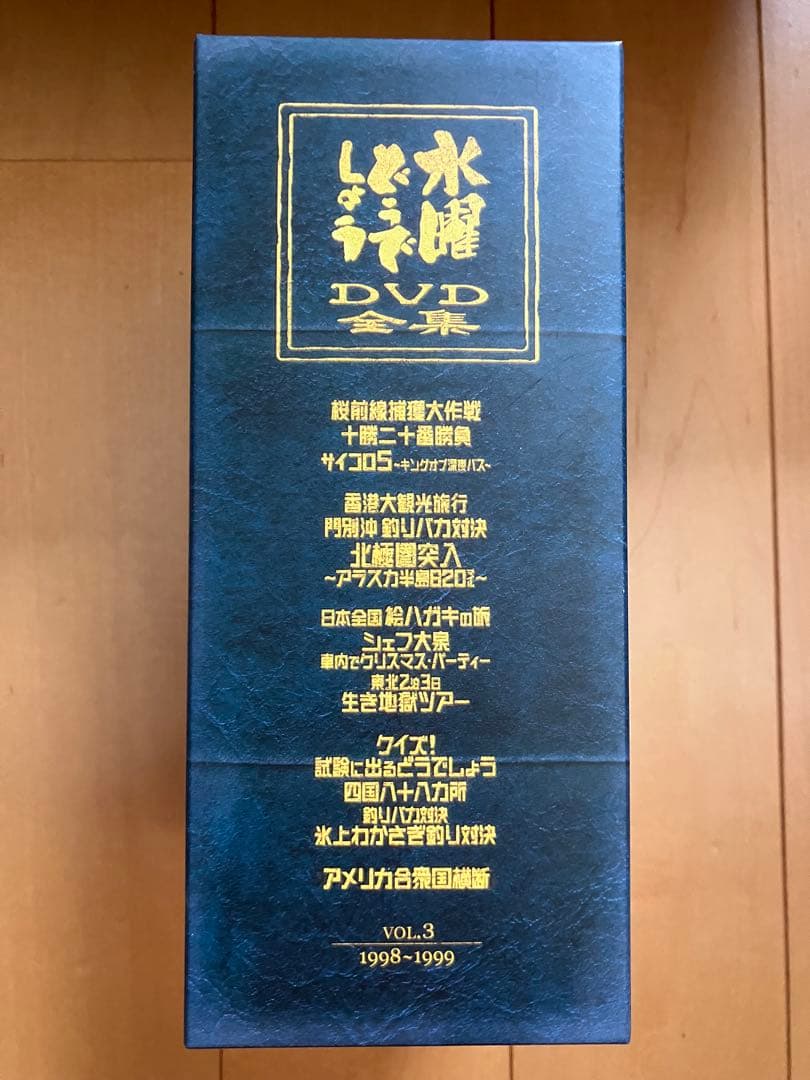 水曜
どうで
しょう
DVD
全集
桜前線捕獲大作戦
十勝二十番勝負
サイコロ5~キングオブ深夜バス~
香港大観光旅行
門別沖 釣りバカ対決
北極圏突入
~アラスカ半島620マイル~
日本全国 絵ハガキの旅
シェフ大泉
車内でクリスマス・パーティー
東北2泊3日
生き地獄ツアー
クイズ!
試験に出るどうでしょう
四国八十八カ所
釣りバカ対決
氷上わかさぎ釣り対決
アメリカ合衆国横断
VOL.3
1998~1999